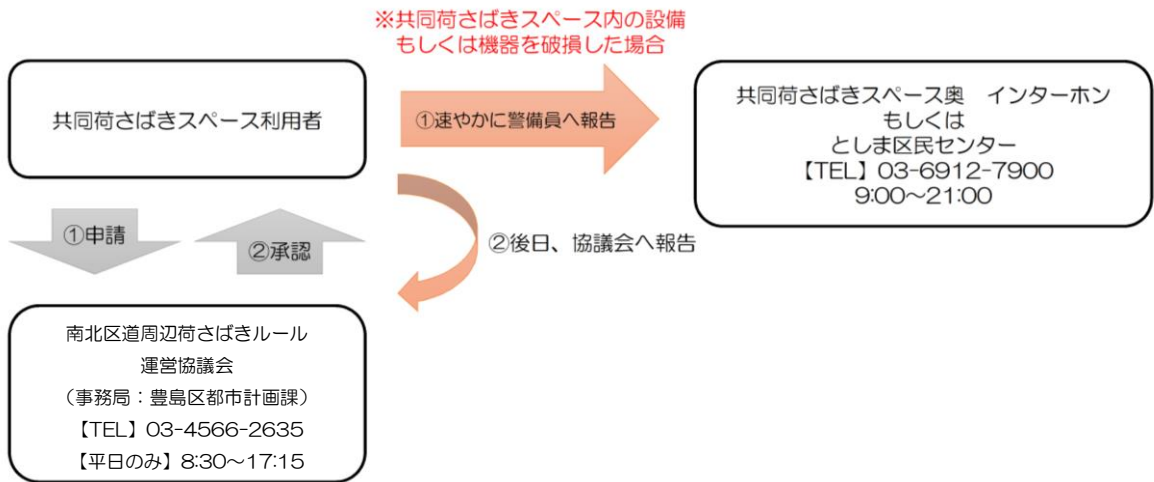 ※共同荷さばきスペース内の設備
もしくは機器を破損した場合
共同荷さばきスペース利用者
①速やかに警備員へ報告
共同荷さばきスペース奥　インターホン
もしくは
としま区民センター
【TEL】03-6912-7900
9:00～21:00
①申請
②承認
②後日、協議会へ報告
南北区道周辺荷さばきルール
運営協議会
（事務局：豊島区都市計画課）
【TEL】03-4566-2635
【平日のみ】8:30～17:15